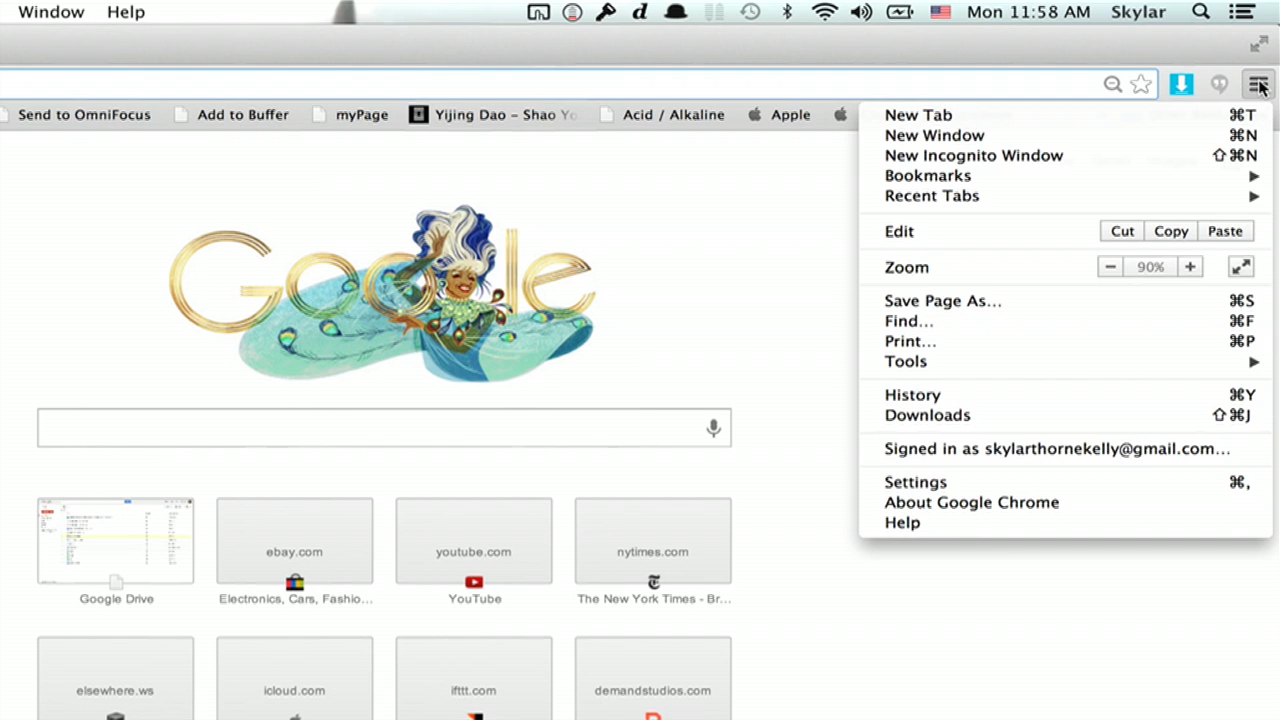 Window Help d Mon 11:58 AM Skylar
Send to OmniFocus Add to Buffer myPage Yijing Dao – Shao Yo Acid / Alkaline Apple
New Tab ⌘T
New Window ⌘N
New Incognito Window ⇧⌘N
Bookmarks
Recent Tabs
Edit Cut Copy Paste
Zoom − 90% +
Save Page As... ⌘S
Find... ⌘F
Print... ⌘P
Tools
History ⌘Y
Downloads ⇧⌘J
Signed in as skylarthornekelly@gmail.com...
Settings ⌘,
About Google Chrome
Help
Google
ebay.com youtube.com nytimes.com
Google Drive Electronics, Cars, Fashio... YouTube The New York Times - Br...
elsewhere.ws icloud.com ifttt.com demandstudios.com